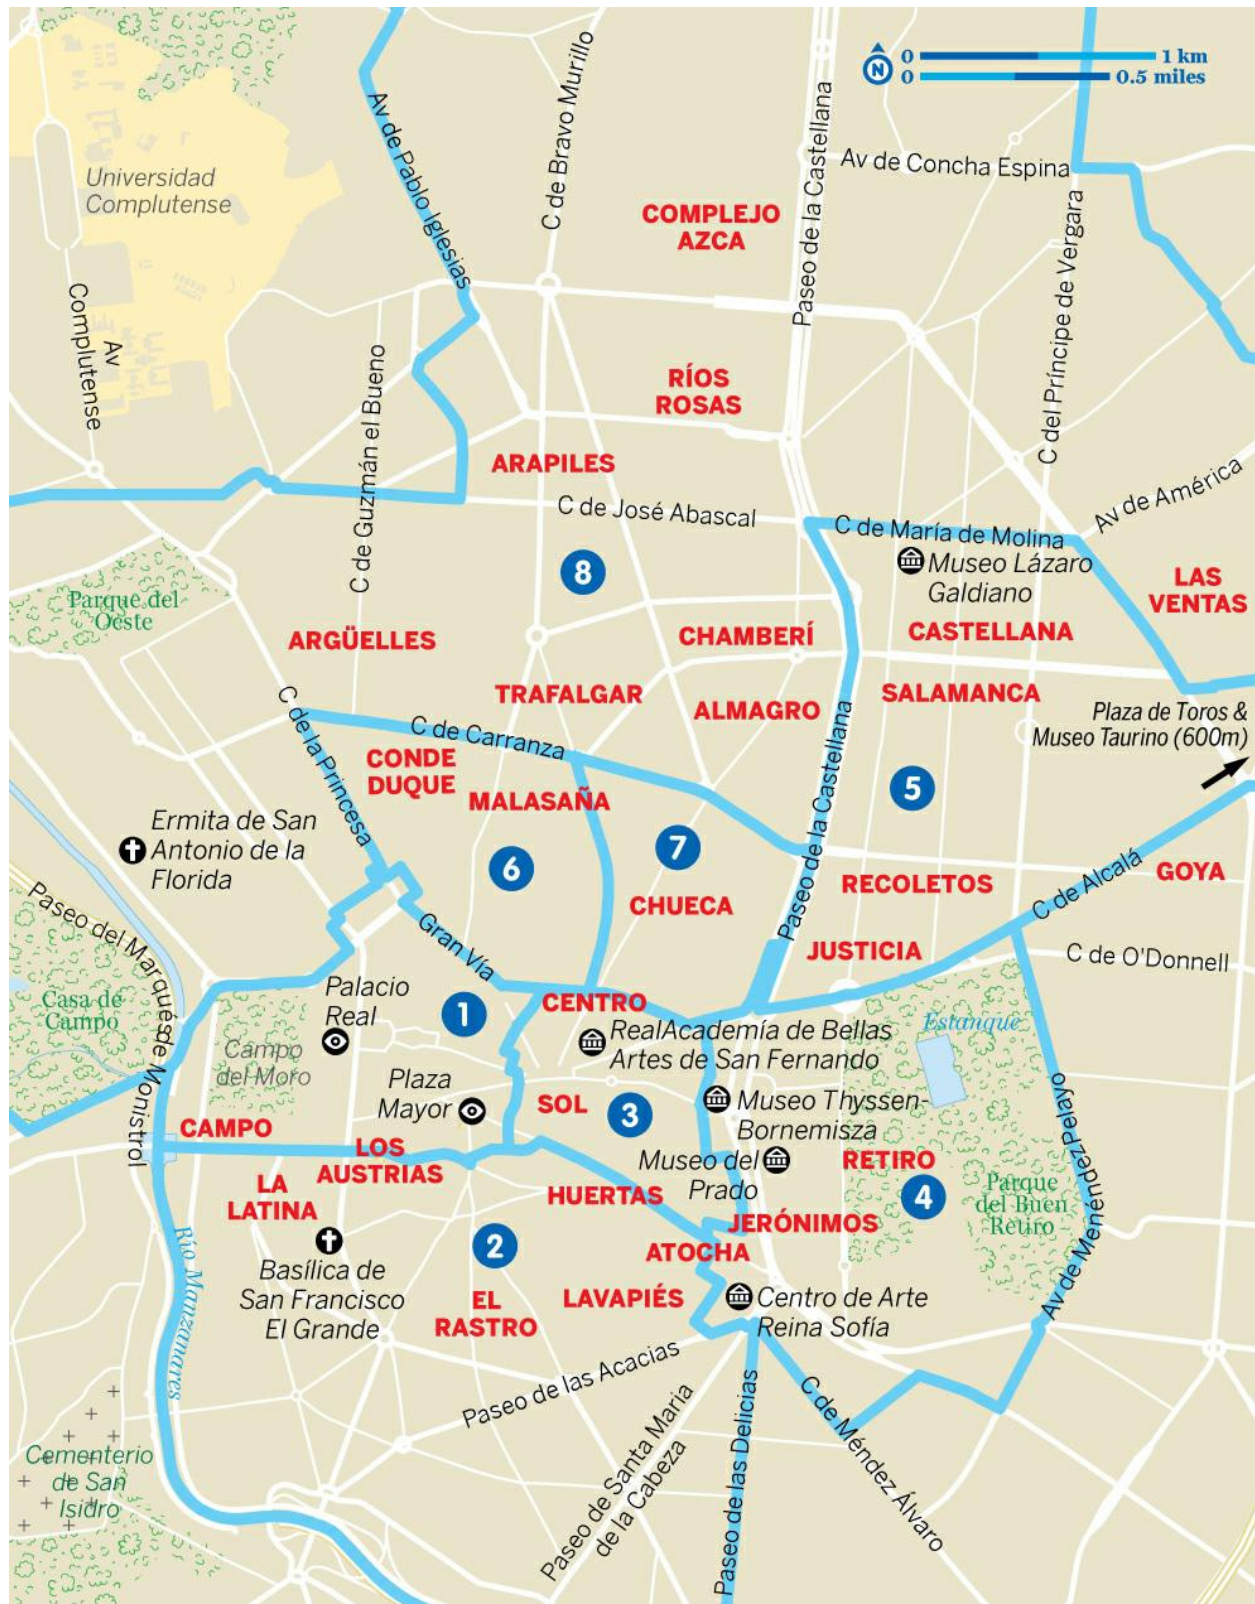 0 1 km
N
0 0.5 miles
Av de Pablo Iglesias
C de Bravo Murillo
Paseo de la Castellana
Av de Concha Espina
Universidad
Complutense
COMPLEJO
AZCA
C del Príncipe de Vergara
Av
Complutense
C de Guzmán el Bueno
RÍOS
ROSAS
ARAPILES
C de José Abascal
C de María de Molina
Av de América
8
Museo Lázaro
Galdiano
LAS
VENTAS
Parque del
Oeste
ARGÜELLES
CHAMBERÍ
CASTELLANA
TRAFALGAR
ALMAGRO
SALAMANCA
Plaza de Toros &
Museo Taurino (600m)
C de la Princesa
C de Carranza
CONDE
DUQUE
MALASAÑA
Paseo de la Castellana
5
Ermita de San
Antonio de la
Florida
6
7
CHUECA
RECOLETOS
C de Alcalá
GOYA
Paseo del Marqués de Monistrol
Gran Vía
JUSTICIA
C de O'Donnell
Casa de
Campo
Palacio
Real
1
CENTRO
RealAcademía de Bellas
Artes de San Fernando
Estanque
Campo
del Moro
Plaza
Mayor
SOL
3
Museo Thyssen-
Bornemisza
Av de Menéndez Pelayo
CAMPO
LOS
AUSTRIAS
Museo del
Prado
RETIRO
4
Parque
del Buen
Retiro
LA
LATINA
HUERTAS
JERÓNIMOS
2
ATOCHA
Río Manzanares
Basílica de
San Francisco
El Grande
EL
RASTRO
LAVAPIÉS
Centro de Arte
Reina Sofía
Paseo de las Acacias
Paseo de Santa Maria
de la Cabeza
Paseo de las Delicias
C de Méndez Álvaro
Cementerio
de San
Isidro